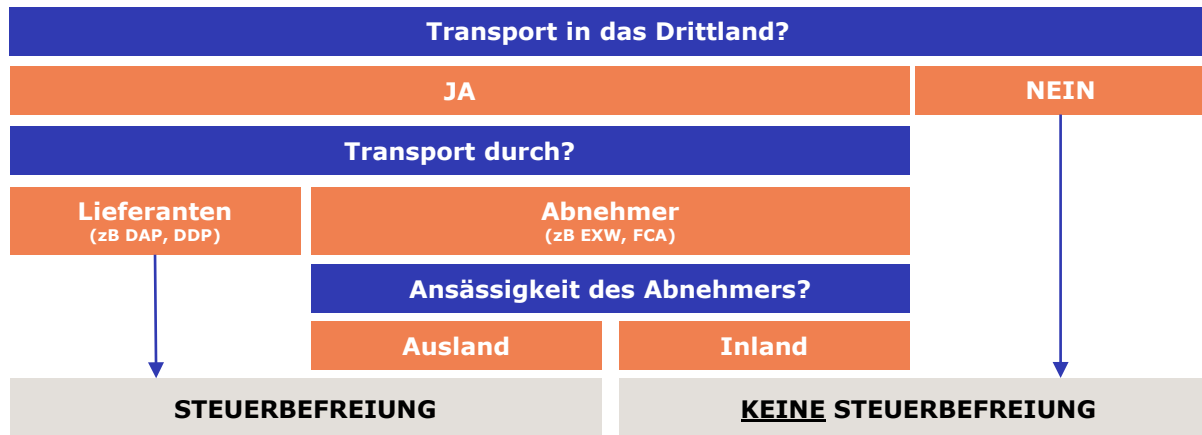 Transport in das Drittland?
JA
NEIN
Transport durch?
Lieferanten
(zB DAP, DDP)
Abnehmer
(zB EXW, FCA)
Ansässigkeit des Abnehmers?
Ausland
Inland
STEUERBEFREIUNG
KEINE STEUERBEFREIUNG